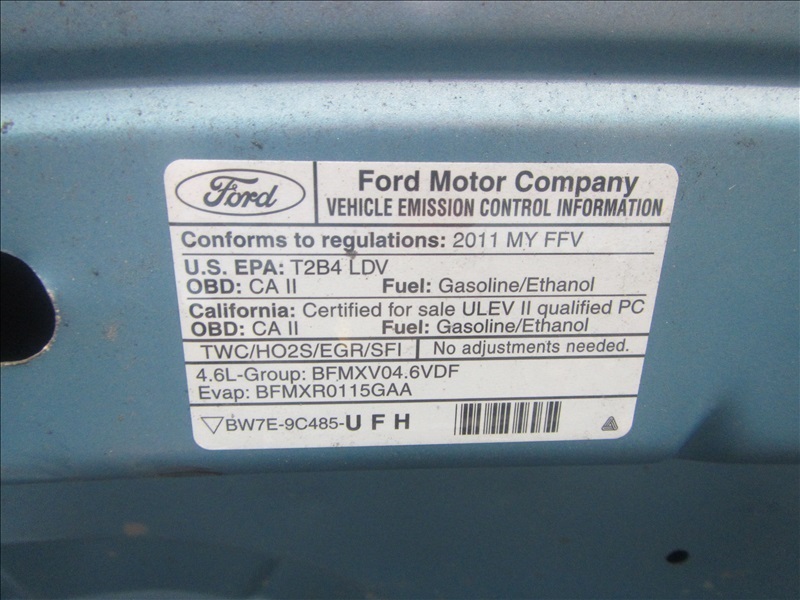 Ford
Ford Motor Company
VEHICLE EMISSION CONTROL INFORMATION
Conforms to regulations: 2011 MY FFV
U.S. EPA: T2B4 LDV
OBD: CA II Fuel: Gasoline/Ethanol
California: Certified for sale ULEV II qualified PC
OBD: CA II Fuel: Gasoline/Ethanol
TWC/HO2S/EGR/SFI No adjustments needed.
4.6L-Group: BFMXV04.6VDF
Evap: BFMXR0115GAA
BW7E-9C485-U F H